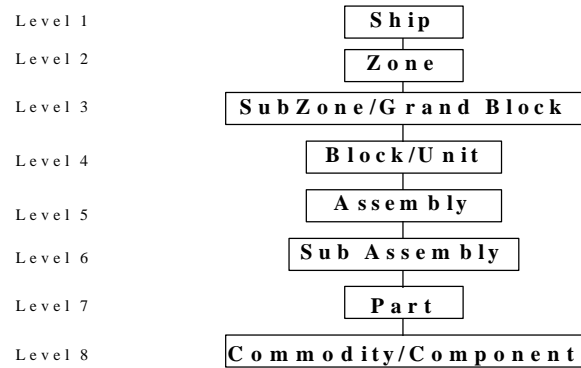 Level 1 Ship
Level 2 Zone
Level 3 SubZone/Grand Block
Level 4 Block/Unit
Level 5 Assembly
Level 6 Sub Assembly
Level 7 Part
Level 8 Commodity/Component